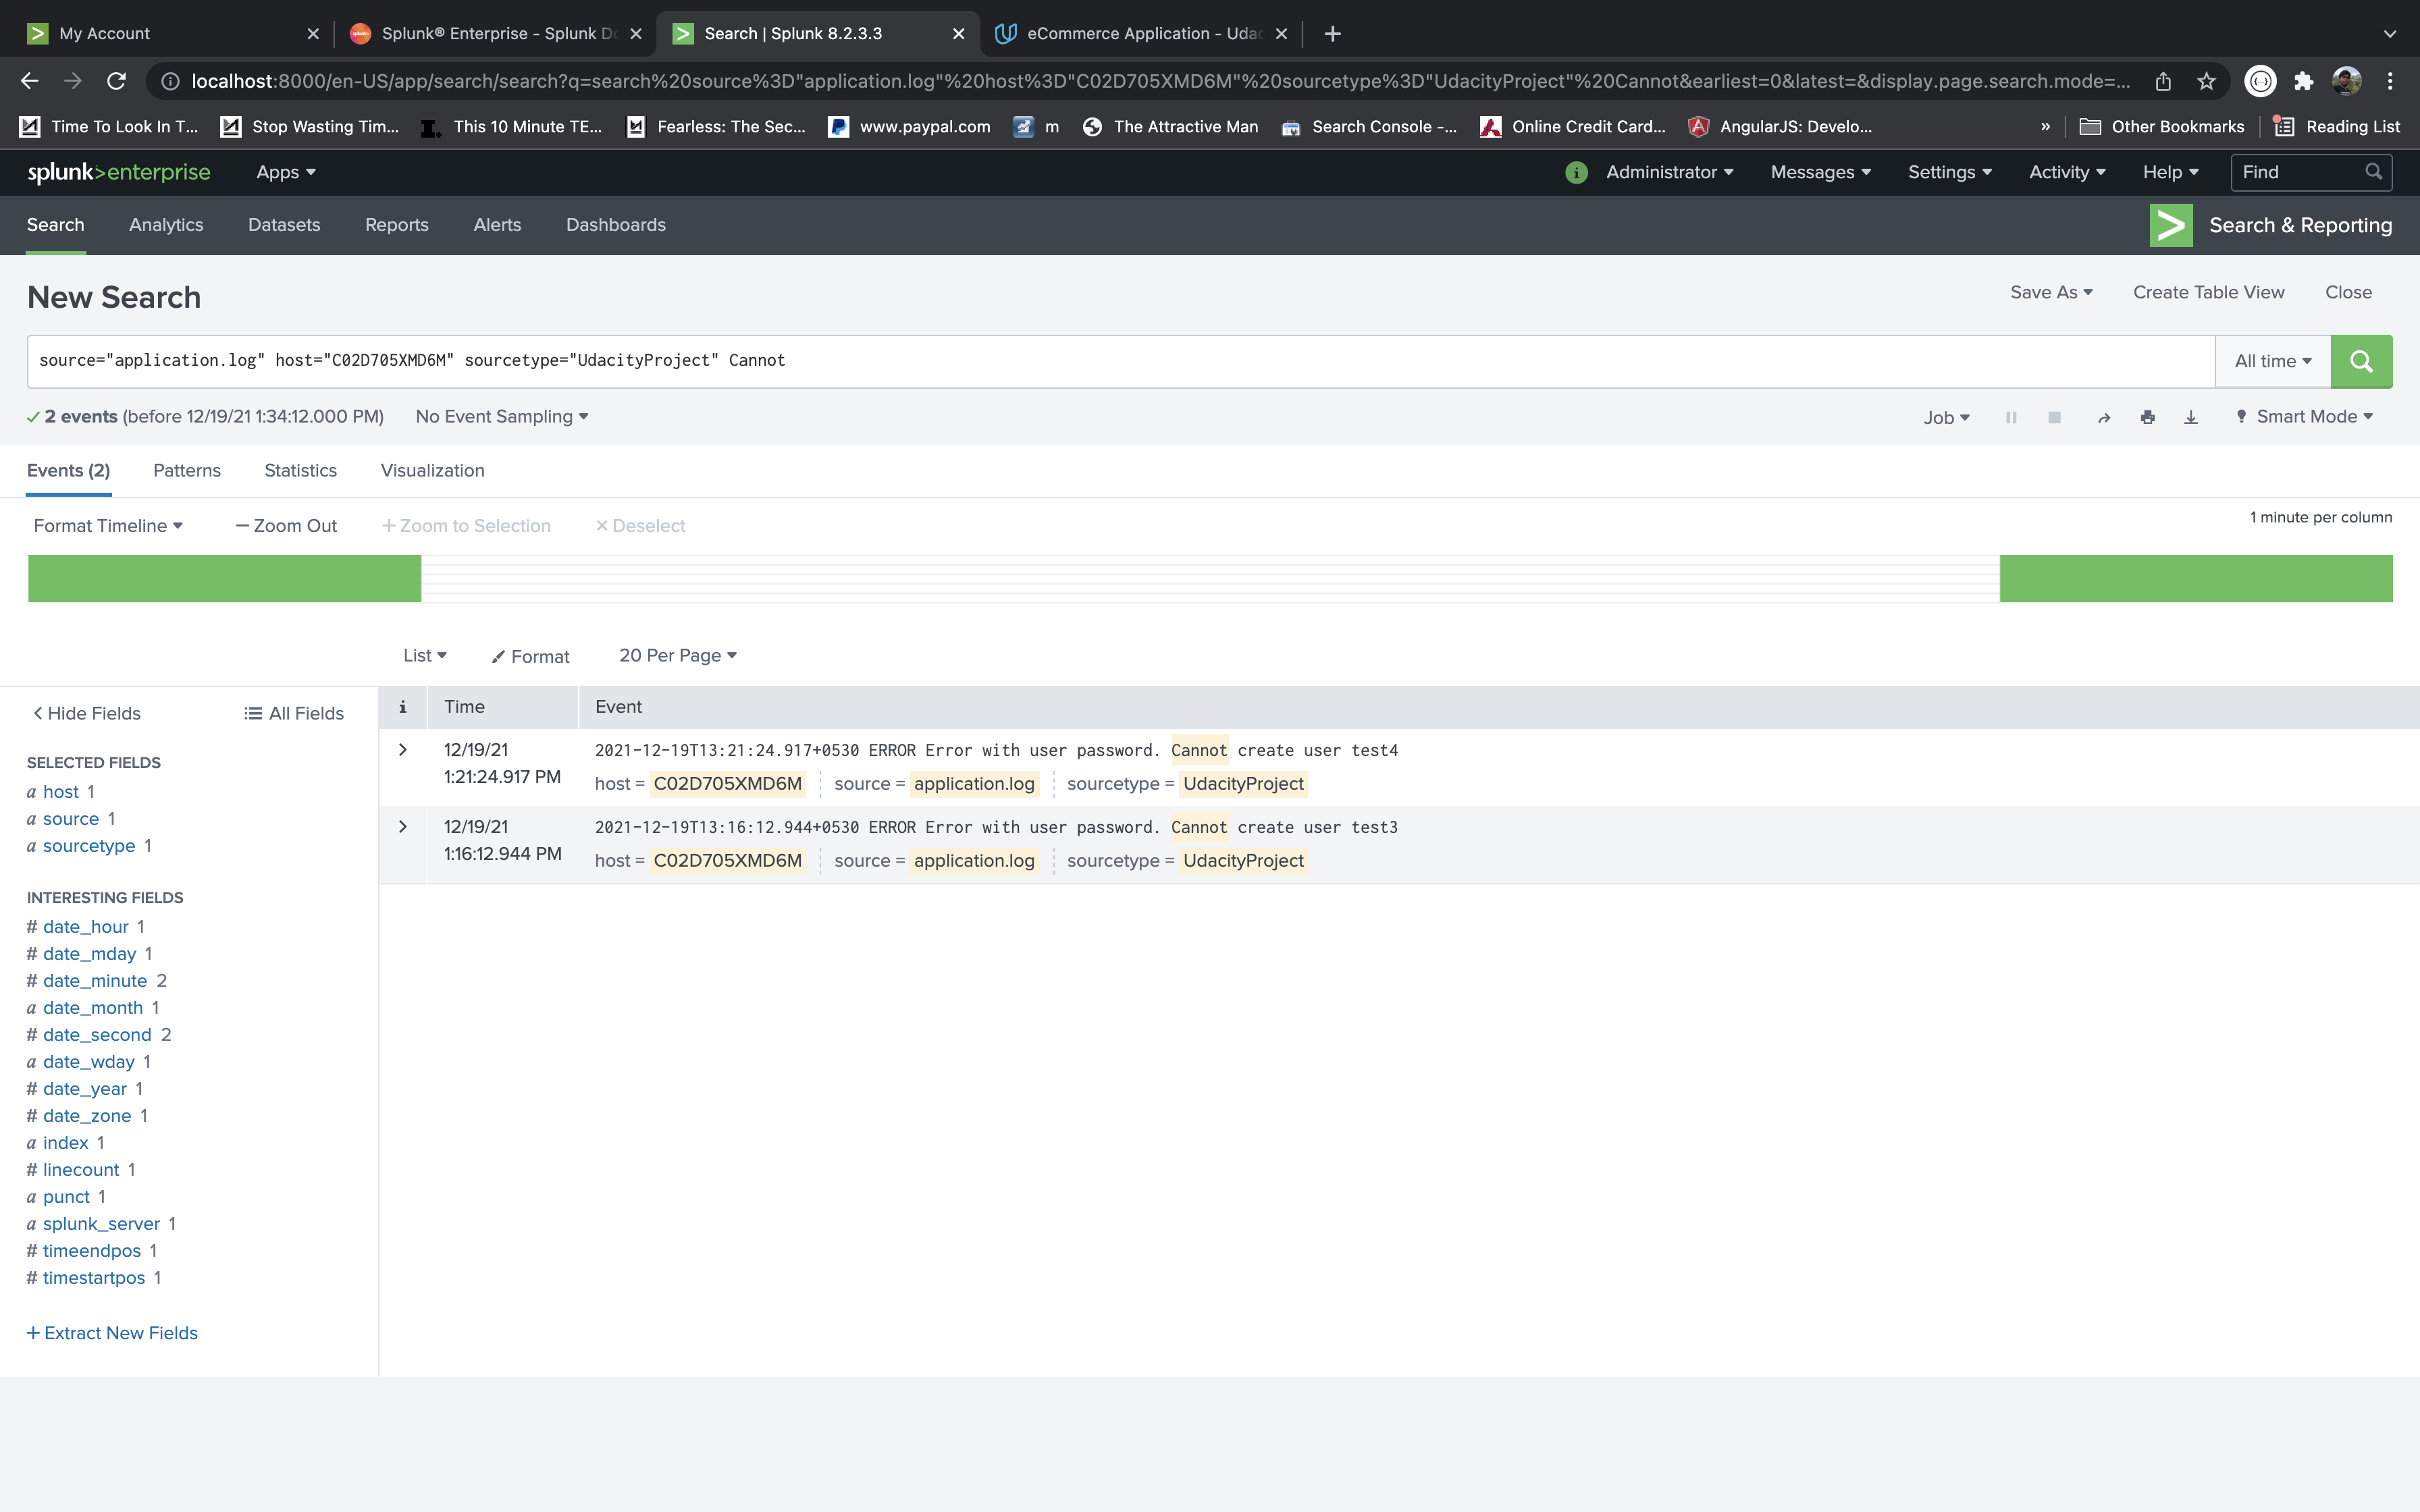 My Account
Splunk® Enterprise - Splunk Do
Search | Splunk 8.2.3.3
eCommerce Application - Udac
localhost:8000/en-US/app/search/search?q=search%20source%3D"application.log"%20host%3D"C02D705XMD6M"%20sourcetype%3D"UdacityProject"%20Cannot&earliest=0&latest=&display.page.search.mode=...
Time To Look In T... Stop Wasting Tim... This 10 Minute TE... Fearless: The Sec... www.paypal.com m The Attractive Man Search Console -... Online Credit Card... AngularJS: Develo... » Other Bookmarks Reading List
splunk>enterprise Apps Administrator Messages Settings Activity Help Find
Search Analytics Datasets Reports Alerts Dashboards Search & Reporting
New Search Save As Create Table View Close
source="application.log" host="C02D705XMD6M" sourcetype="UdacityProject" Cannot All time
2 events (before 12/19/21 1:34:12.000 PM) No Event Sampling Job Smart Mode
Events (2) Patterns Statistics Visualization
Format Timeline — Zoom Out + Zoom to Selection × Deselect 1 minute per column
List Format 20 Per Page
< Hide Fields All Fields
SELECTED FIELDS
a host 1
a source 1
a sourcetype 1
INTERESTING FIELDS
# date_hour 1
# date_mday 1
# date_minute 2
a date_month 1
# date_second 2
a date_wday 1
# date_year 1
# date_zone 1
a index 1
# linecount 1
a punct 1
a splunk_server 1
# timeendpos 1
# timestartpos 1
+ Extract New Fields
i Time Event
12/19/21
1:21:24.917 PM
2021-12-19T13:21:24.917+0530 ERROR Error with user password. Cannot create user test4
host = C02D705XMD6M source = application.log sourcetype = UdacityProject
12/19/21
1:16:12.944 PM
2021-12-19T13:16:12.944+0530 ERROR Error with user password. Cannot create user test3
host = C02D705XMD6M source = application.log sourcetype = UdacityProject